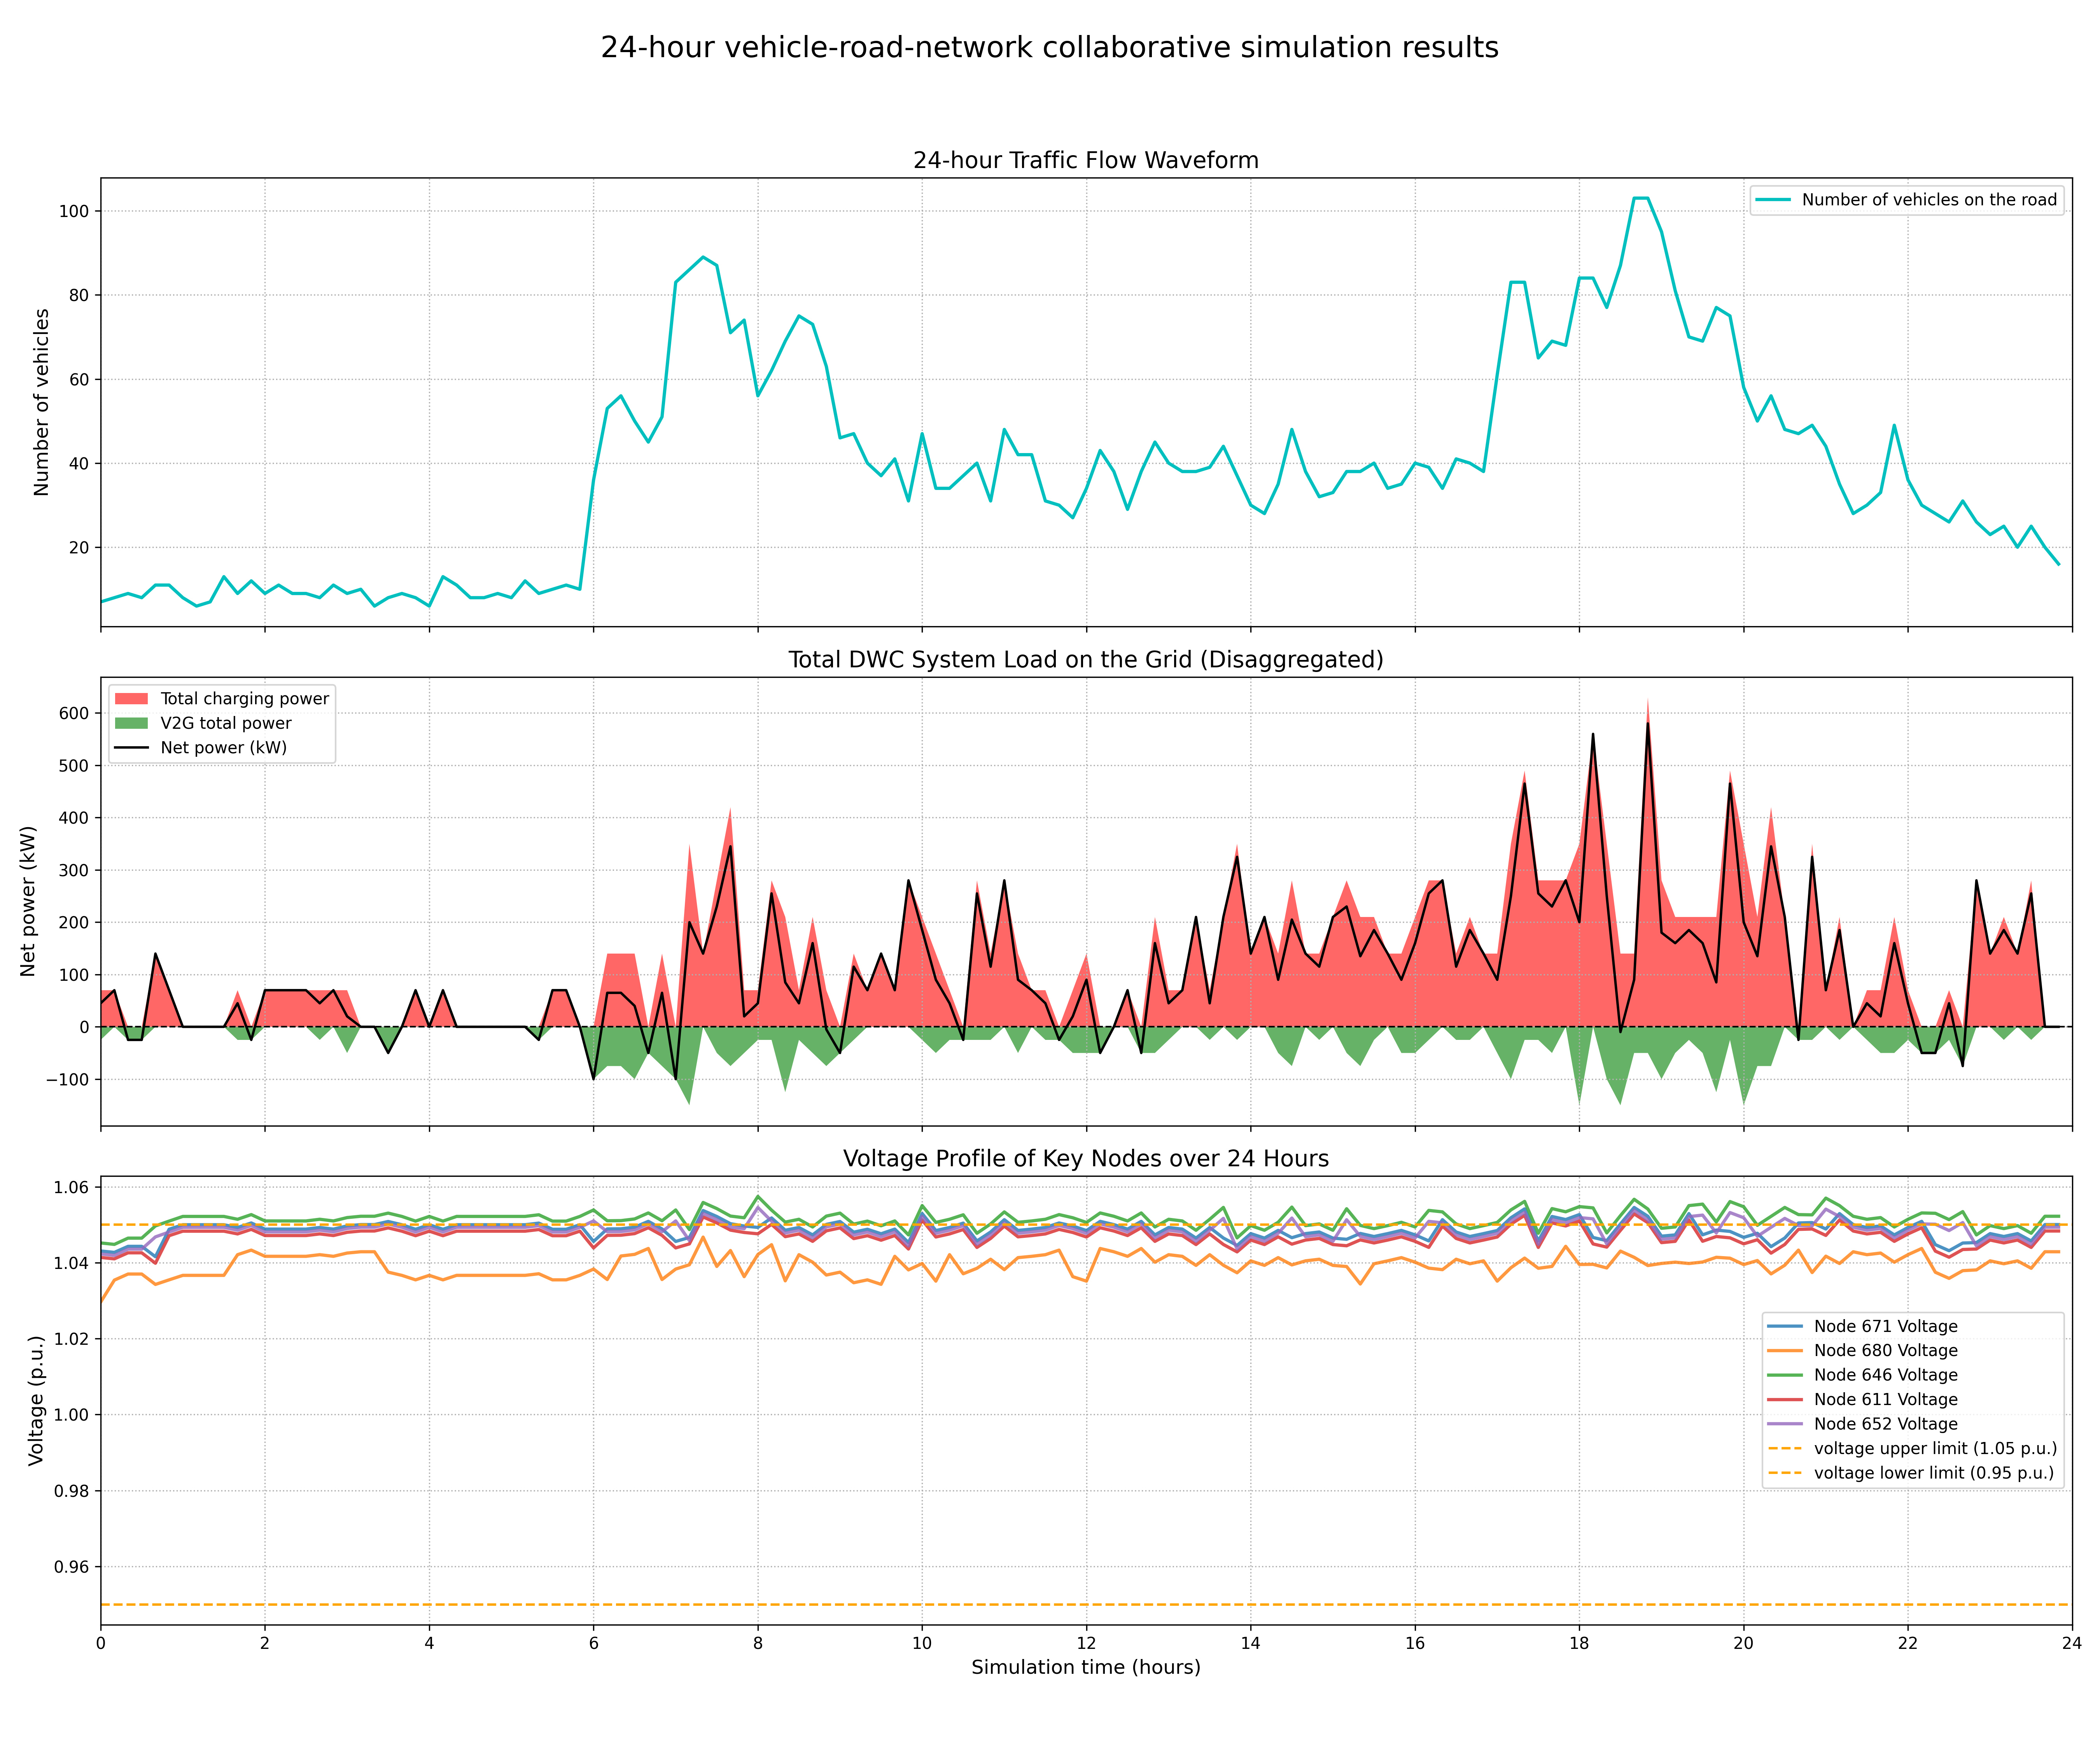 24-hour vehicle-road-network collaborative simulation results
24-hour Traffic Flow Waveform
Number of vehicles on the road
Number of vehicles
100
80
60
40
20
Total DWC System Load on the Grid (Disaggregated)
Total charging power
V2G total power
Net power (kW)
Net power (kW)
600
500
400
300
200
100
0
−100
Voltage Profile of Key Nodes over 24 Hours
Voltage (p.u.)
1.06
1.04
1.02
1.00
0.98
0.96
Node 671 Voltage
Node 680 Voltage
Node 646 Voltage
Node 611 Voltage
Node 652 Voltage
voltage upper limit (1.05 p.u.)
voltage lower limit (0.95 p.u.)
0 2 4 6 8 10 12 14 16 18 20 22 24
Simulation time (hours)